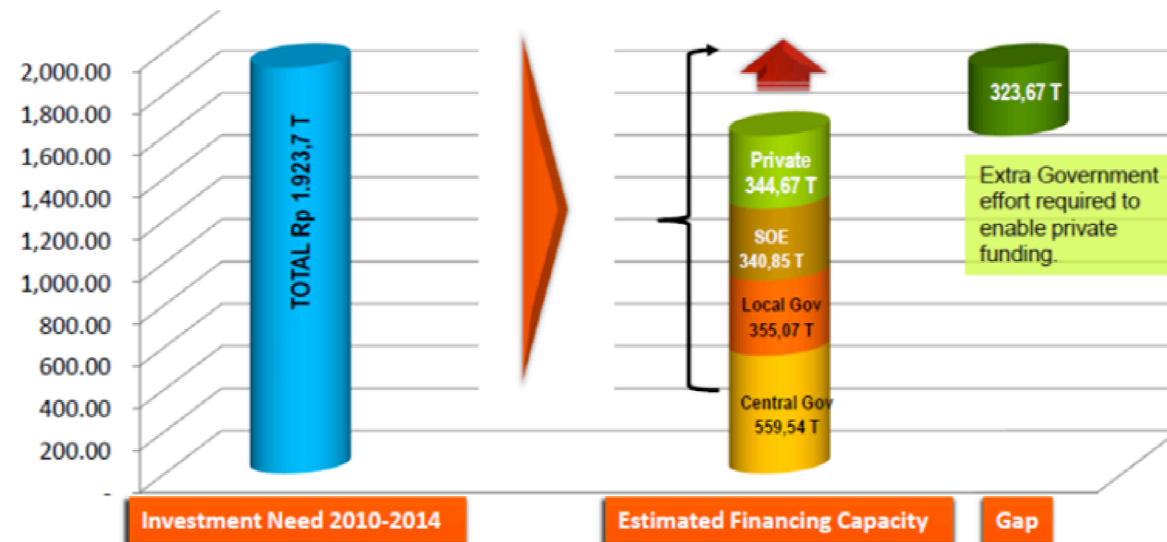 2,000.00
1,800.00
1,600.00
1,400.00
1,200.00
1,000.00
800.00
600.00
400.00
200.00
-
TOTAL Rp 1.923,7 T
Private
344,67 T
SOE
340,85 T
Local Gov
355,07 T
Central Gov
559,54 T
323,67 T
Extra Government
effort required to
enable private
funding.
Investment Need 2010-2014
Estimated Financing Capacity
Gap